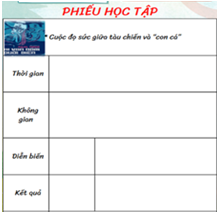 PHIẾU HỌC TẬP
* Cuộc đọ sức giữa tàu chiến và "con cá"
Thời gian
Không
gian
Diễn biến
Kết quả